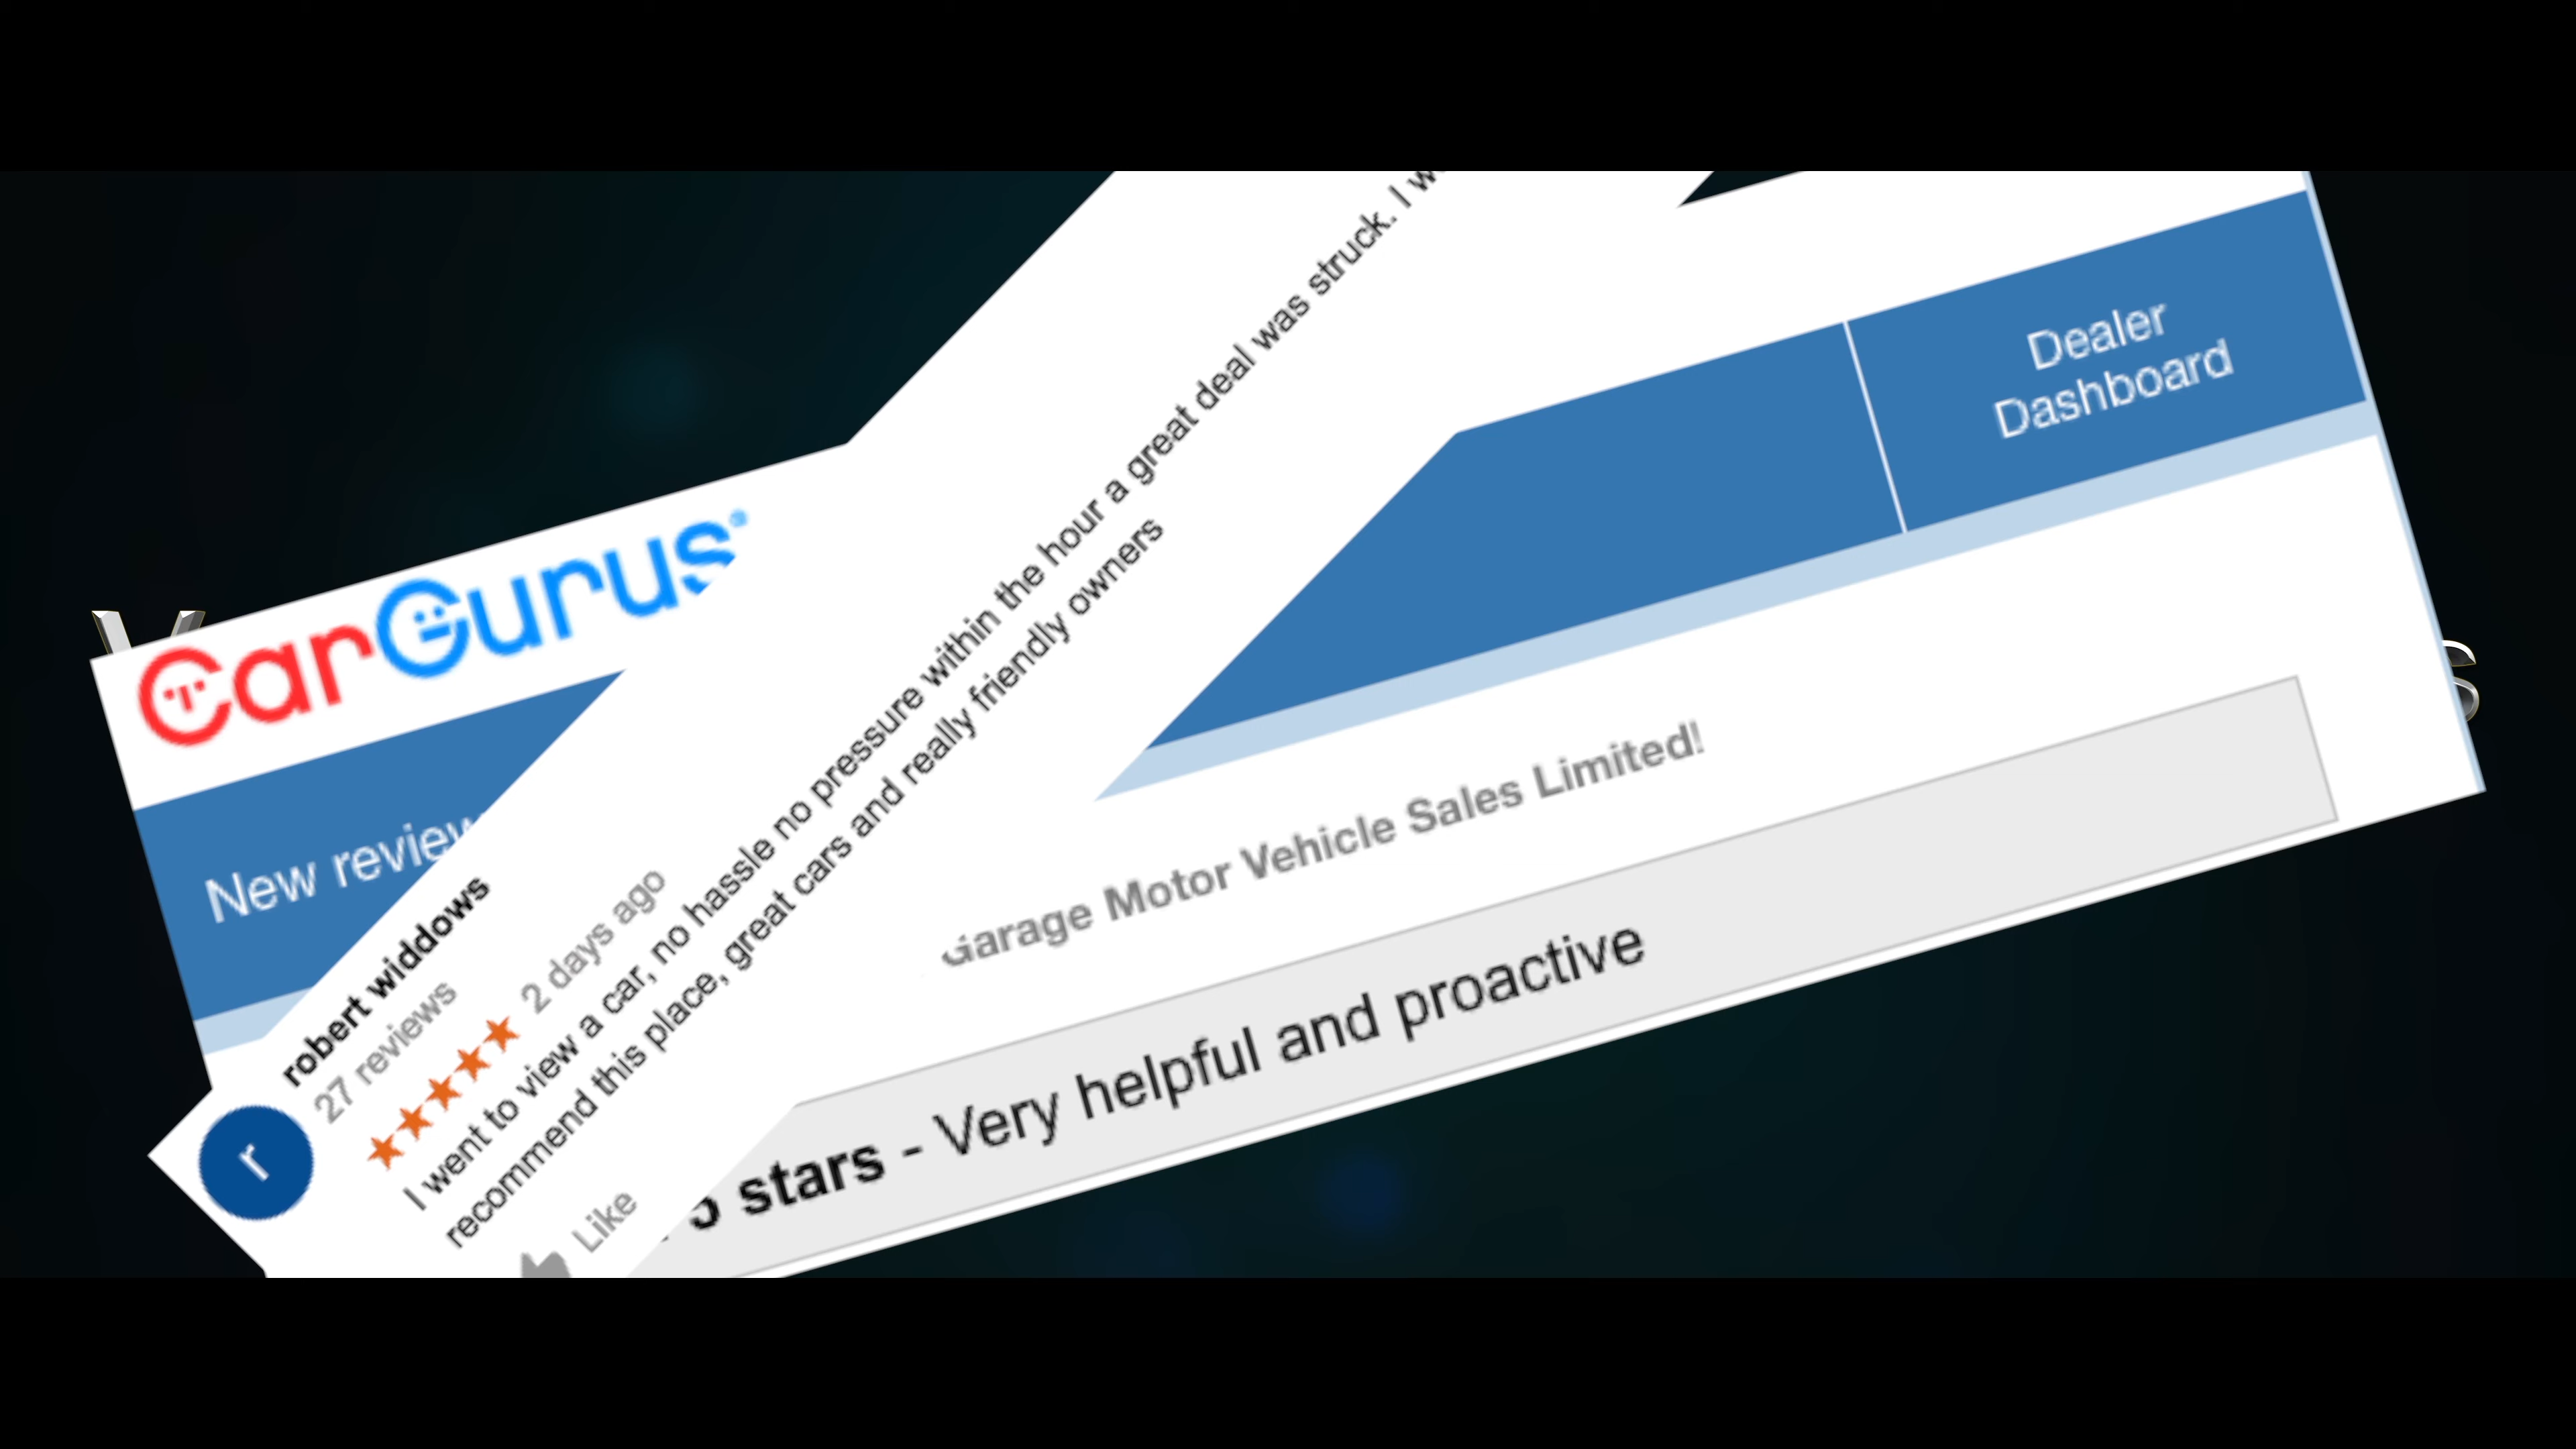 CarGurus
New review
Dealer
Dashboard
Garage Motor Vehicle Sales Limited!
5 stars - Very helpful and proactive
robert widdows
27 reviews
2 days ago
I went to view a car, no hassle no pressure within the hour a great deal was struck. I
recommend this place, great cars and really friendly owners
Like
r